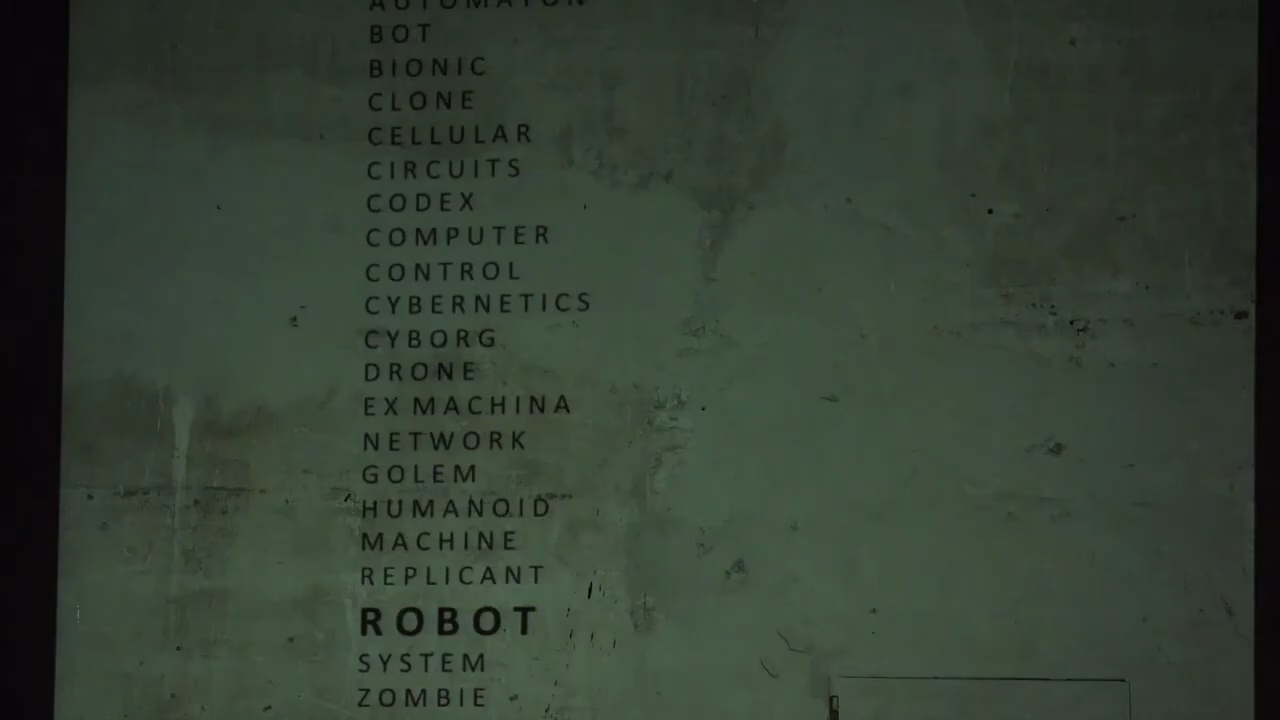 AUTOMATON
BOT
BIONIC
CLONE
CELLULAR
CIRCUITS
CODEX
COMPUTER
CONTROL
CYBERNETICS
CYBORG
DRONE
EX MACHINA
NETWORK
GOLEM
HUMANOID
MACHINE
REPLICANT
ROBOT
SYSTEM
ZOMBIE